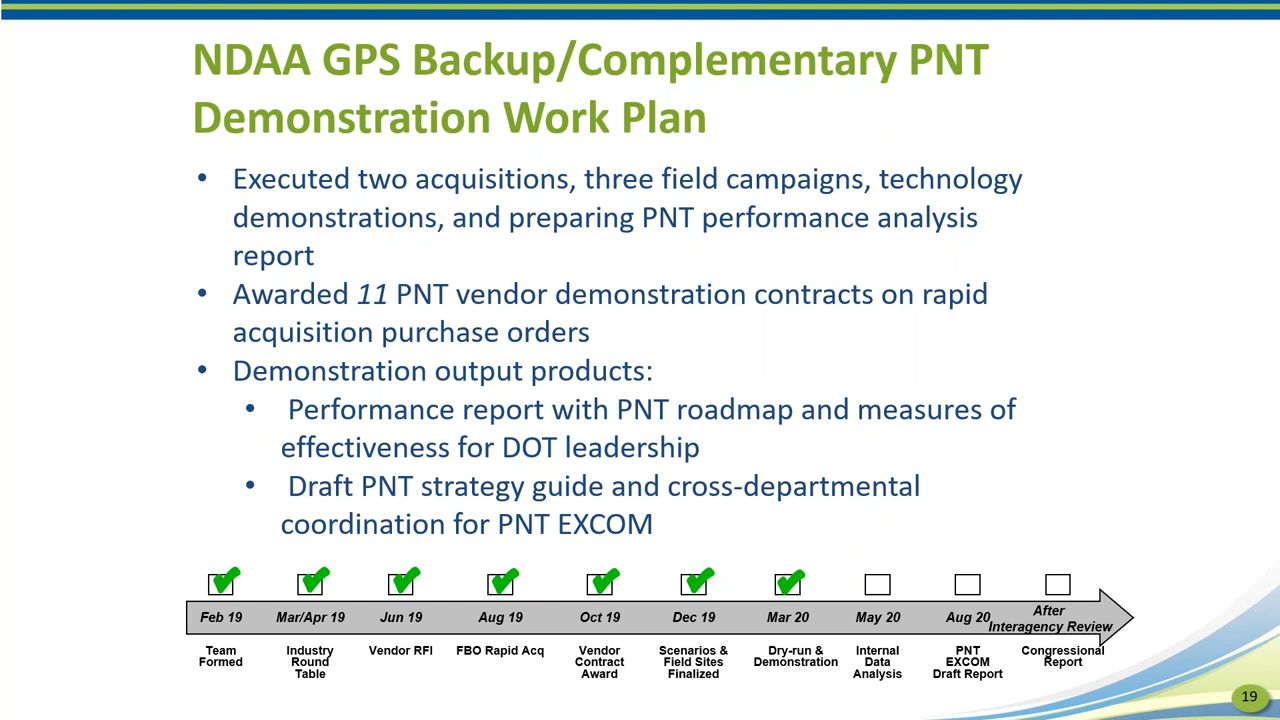 NDAA GPS Backup/Complementary PNT
Demonstration Work Plan
• Executed two acquisitions, three field campaigns, technology
demonstrations, and preparing PNT performance analysis
report
• Awarded 11 PNT vendor demonstration contracts on rapid
acquisition purchase orders
• Demonstration output products:
• Performance report with PNT roadmap and measures of
effectiveness for DOT leadership
• Draft PNT strategy guide and cross-departmental
coordination for PNT EXCOM
Feb 19
Mar/Apr 19
Jun 19
Aug 19
Oct 19
Dec 19
Mar 20
May 20
Aug 20
After
Interagency Review
Team
Formed
Industry
Round
Table
Vendor RFI
FBO Rapid Acq
Vendor
Contract
Award
Scenarios &
Field Sites
Finalized
Dry-run &
Demonstration
Internal
Data
Analysis
PNT
EXCOM
Draft Report
Congressional
Report
19